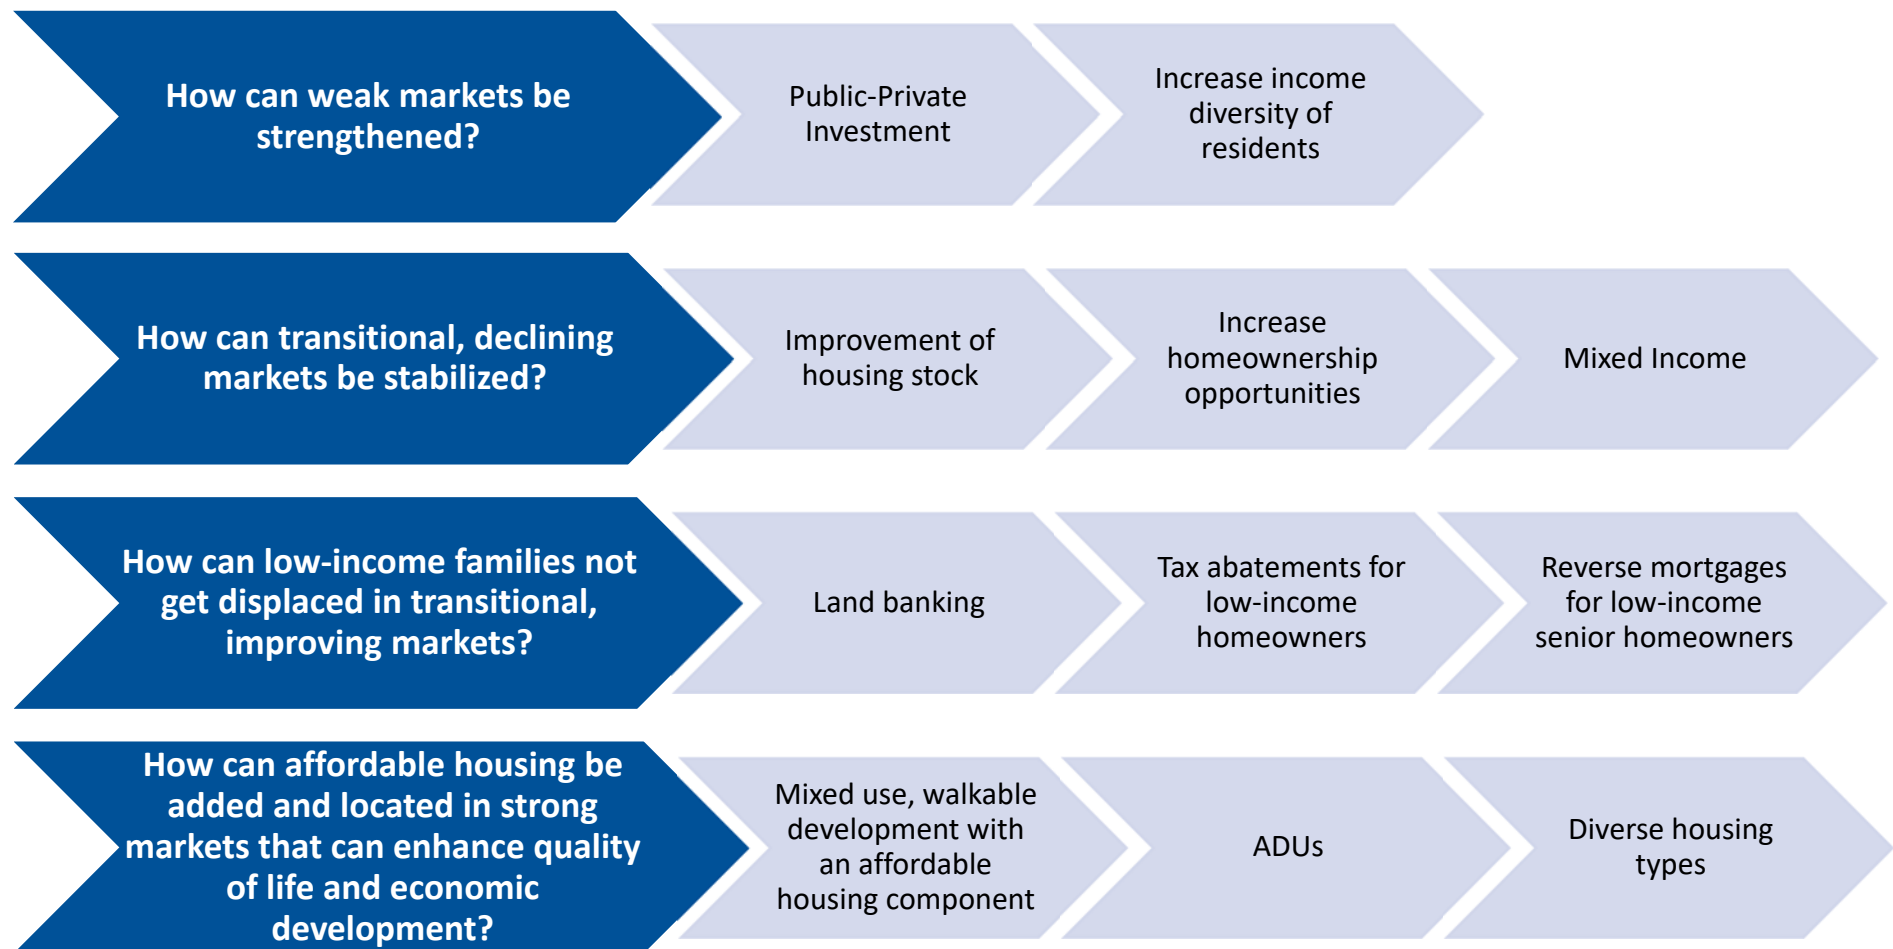 How can weak markets be
strengthened?
Public-Private
Investment
Increase income
diversity of
residents
How can transitional, declining
markets be stabilized?
Improvement of
housing stock
Increase
homeownership
opportunities
Mixed Income
How can low-income families not
get displaced in transitional,
improving markets?
Land banking
Tax abatements for
low-income
homeowners
Reverse mortgages
for low-income
senior homeowners
How can affordable housing be
added and located in strong
markets that can enhance quality
of life and economic
development?
Mixed use, walkable
development with
an affordable
housing component
ADUs
Diverse housing
types